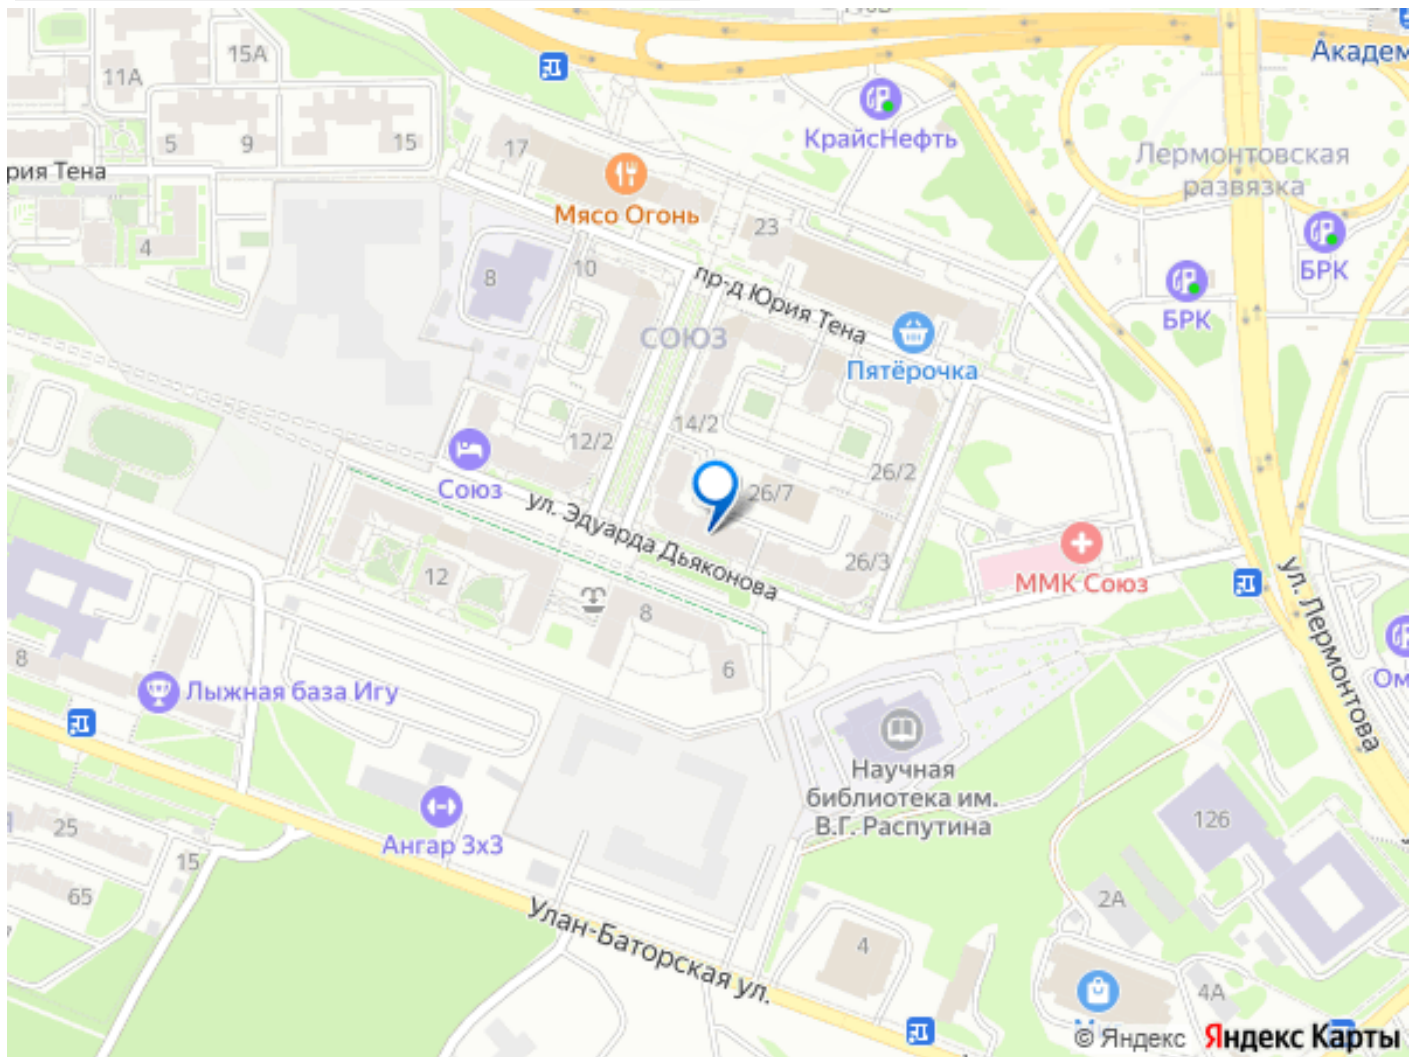 15А
11А
Академ
КрайсНефть
5
9
15
17
Лермонтовская
развязка
рия Тена
Мясо Огонь
23
4
8
10
пр-д Юрия Тена
БРК
БРК
СОЮЗ
Пятёрочка
14/2
12/2
26/2
Союз
26/7
ул. Эдуарда Дьяконова
26/3
ММК Союз
12
8
ул. Лермонтова
8
6
Ом
Лыжная база Игу
Научная
библиотека им.
В.Г. Распутина
25
Ангар 3х3
126
15
65
2А
Улан-Баторская ул.
4
4А
© Яндекс Яндекс Карты